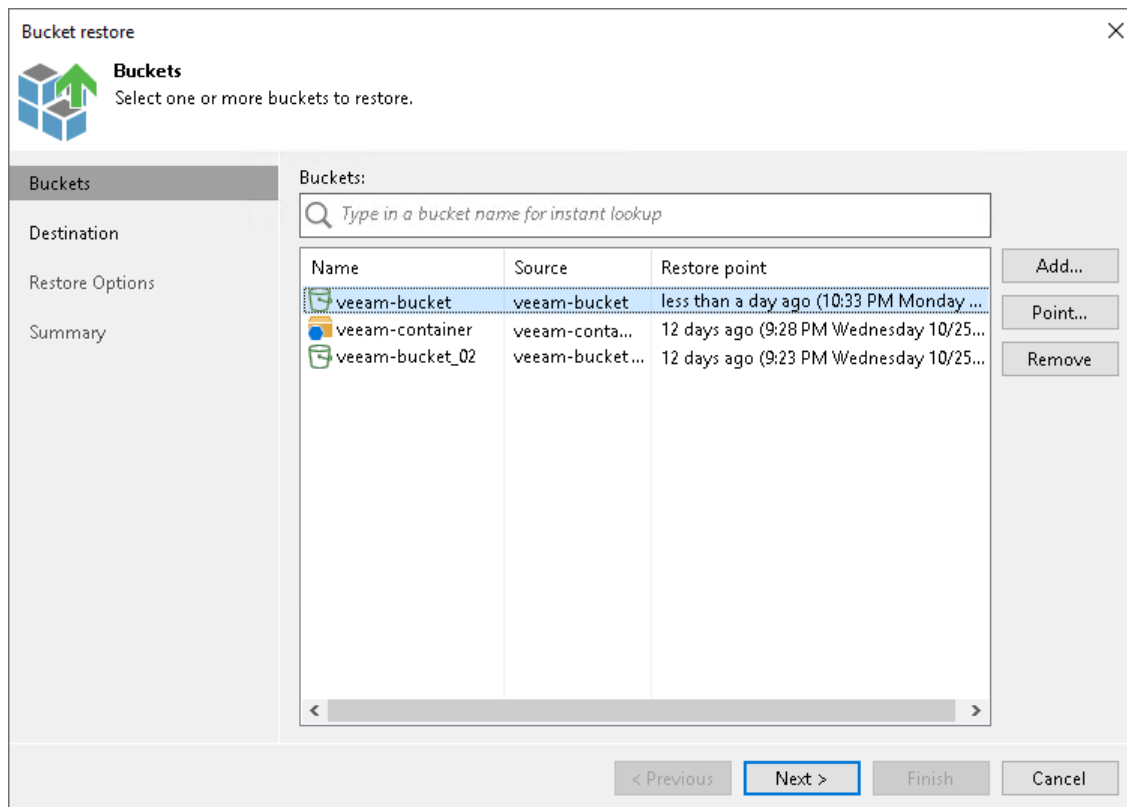 Bucket restore
Buckets
Select one or more buckets to restore.
Buckets
Destination
Restore Options
Summary
Buckets:
Type in a bucket name for instant lookup
Name Source Restore point
veeam-bucket veeam-bucket less than a day ago (10:33 PM Monday ...
veeam-container veeam-conta... 12 days ago (9:28 PM Wednesday 10/25...
veeam-bucket_02 veeam-bucket... 12 days ago (9:23 PM Wednesday 10/25...
Add...
Point...
Remove
< Previous Next > Finish Cancel